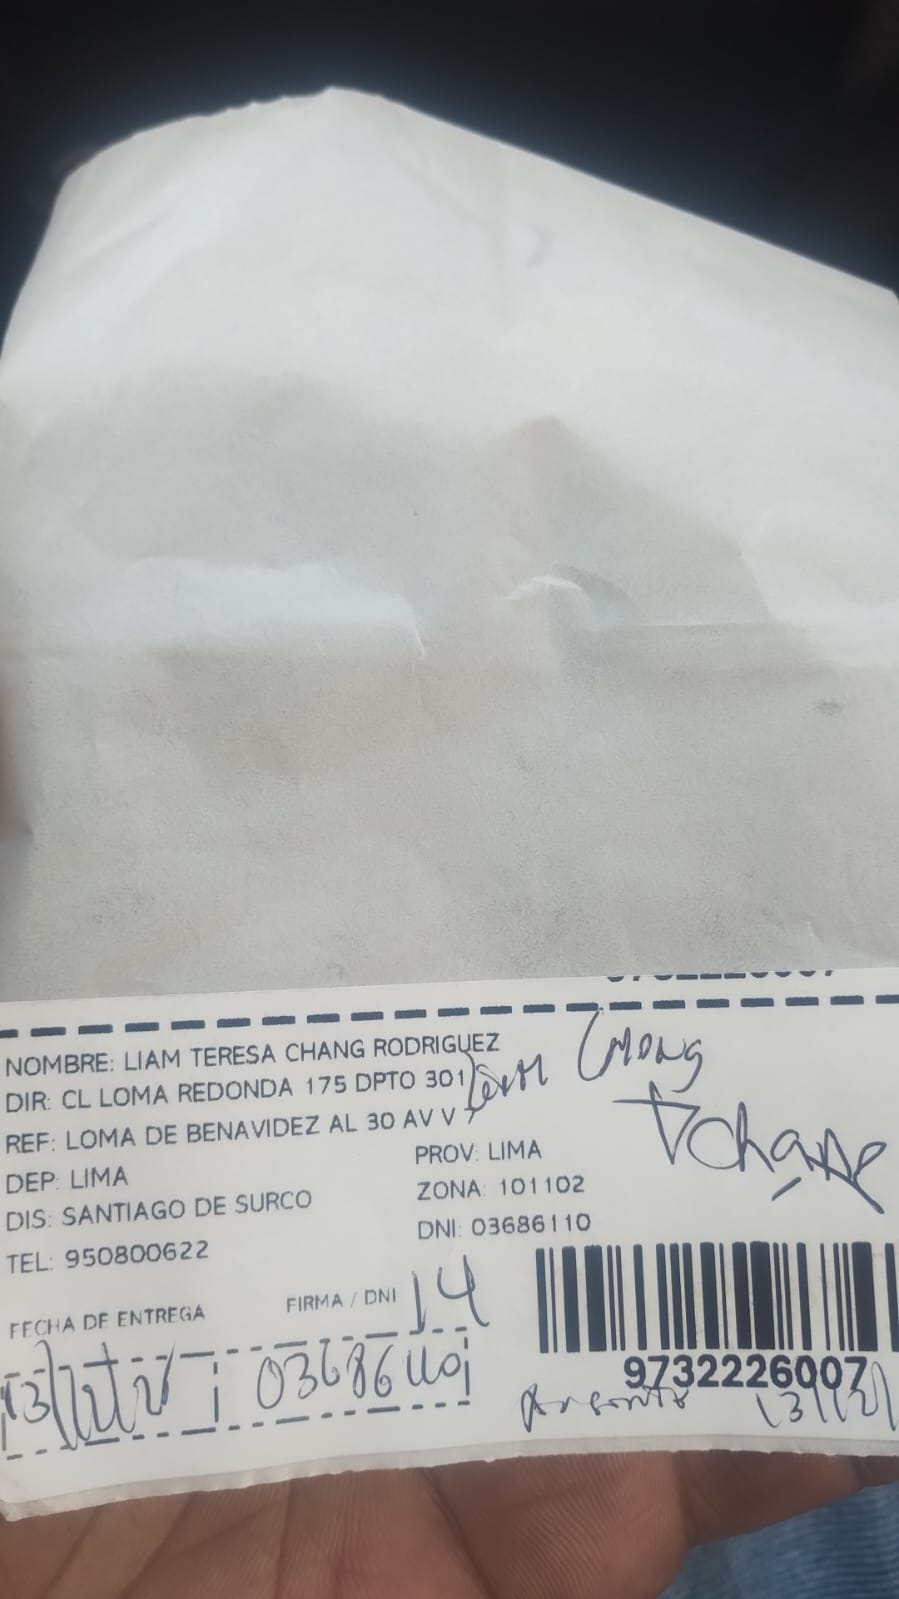 NOMBRE: LIAM TERESA CHANG RODRIGUEZ
DIR: CL LOMA REDONDA 175 DPTO 301
REF: LOMA DE BENAVIDEZ AL 30 AV V
DEP: LIMA
PROV: LIMA
DIS: SANTIAGO DE SURCO
ZONA: 101102
TEL: 950800622
DNI: 03686110
Chang
FECHA DE ENTREGA
FIRMA / DNI
14
03686110
9732226007